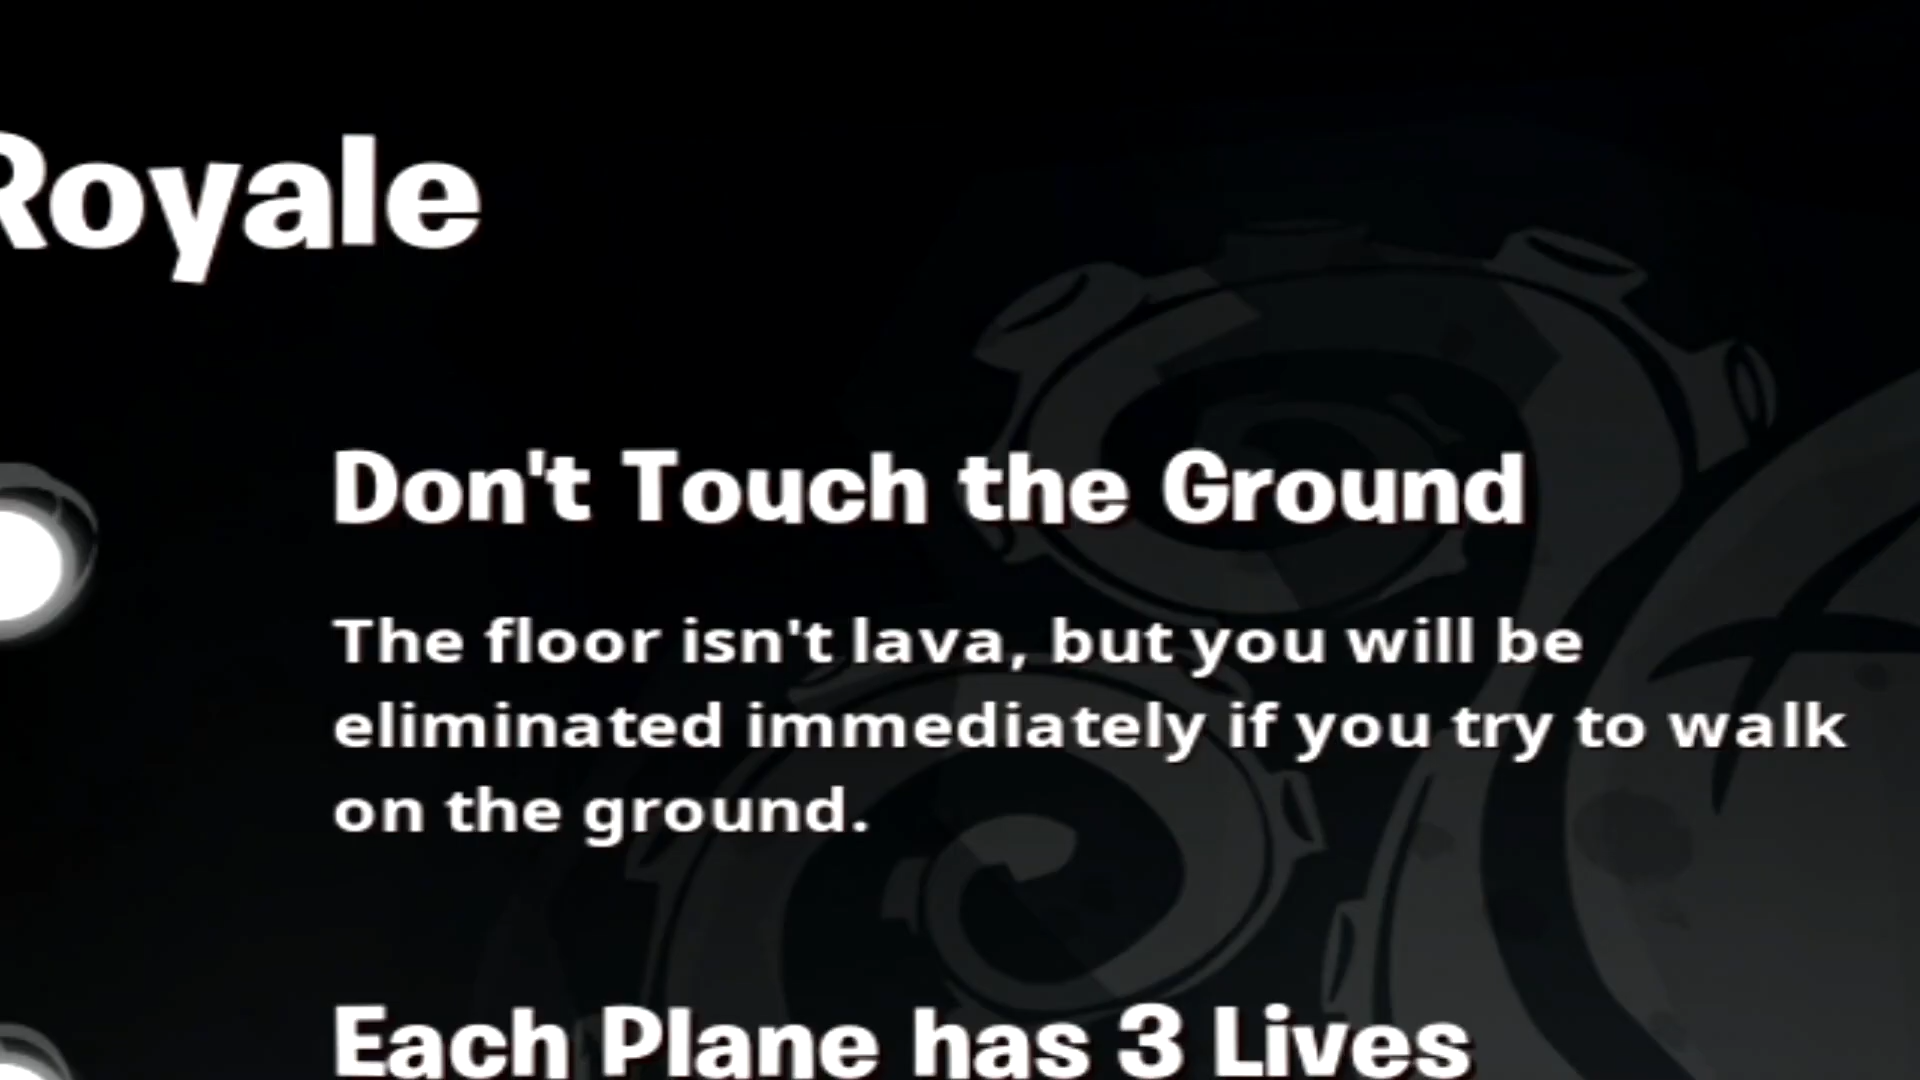 Royale
Don't Touch the Ground
The floor isn't lava, but you will be
eliminated immediately if you try to walk
on the ground.
Each Plane has 3 Lives